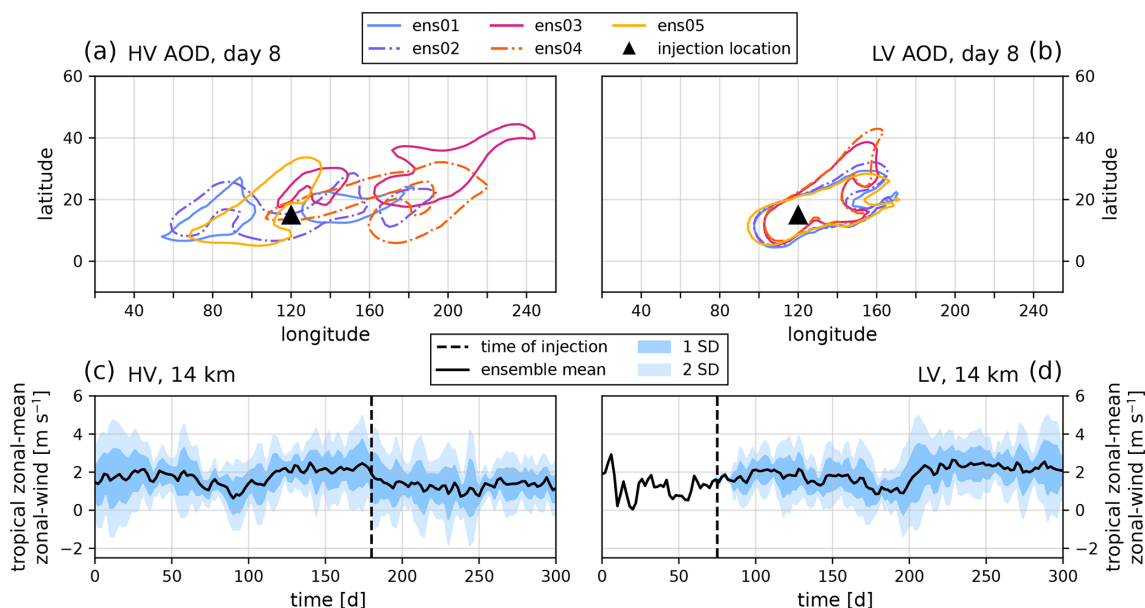 ens01 ens03 ens05
ens02 ens04 injection location
(a) HV AOD, day 8
LV AOD, day 8 (b)
60
40
20
0
latitude
40 80 120 160 200 240
longitude
60
40
20
0
latitude
40 80 120 160 200 240
longitude
time of injection 1 SD
ensemble mean 2 SD
(c) HV, 14 km
LV, 14 km (d)
tropical zonal-mean
zonal-wind [m s⁻¹]
6
4
2
0
−2
0 50 100 150 200 250 300
time [d]
6
4
2
0
−2
tropical zonal-mean
zonal-wind [m s⁻¹]
0 50 100 150 200 250 300
time [d]